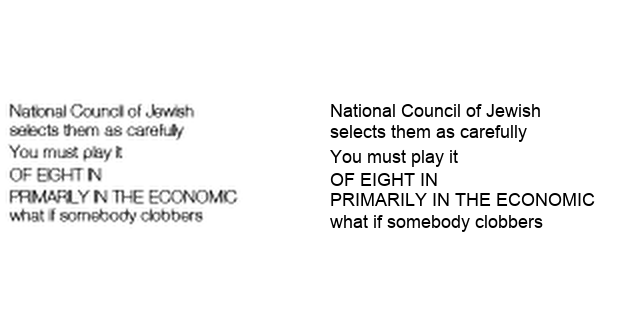 National Council of Jewish
selects them as carefully
You must play it
OF EIGHT IN
PRIMARILY IN THE ECONOMIC
what if somebody clobbers
National Council of Jewish
selects them as carefully
You must play it
OF EIGHT IN
PRIMARILY IN THE ECONOMIC
what if somebody clobbers